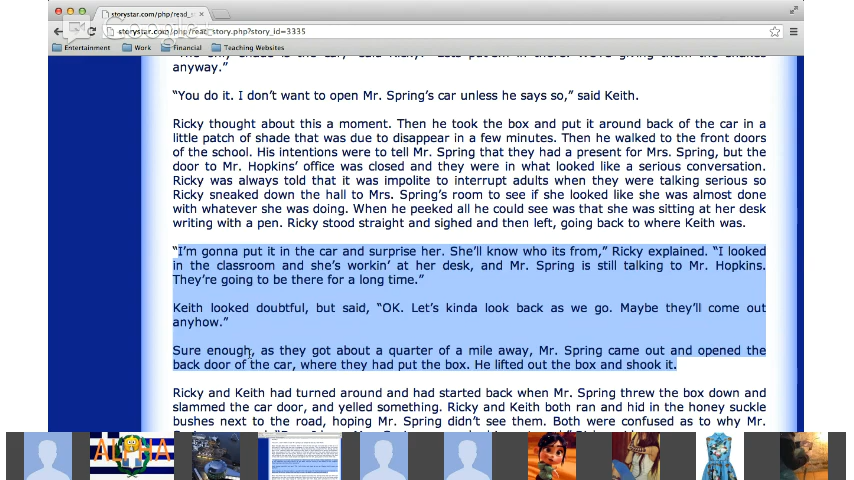 storystar.com/php/read_s
storystar.com/php/read_story.php?story_id=3335
Entertainment Work Financial Teaching Websites
anyway.”
“You do it. I don’t want to open Mr. Spring’s car unless he says so,” said Keith.
Ricky thought about this a moment. Then he took the box and put it around back of the car in a
little patch of shade that was due to disappear in a few minutes. Then he walked to the front doors
of the school. His intentions were to tell Mr. Spring that they had a present for Mrs. Spring, but the
door to Mr. Hopkins’ office was closed and they were in what looked like a serious conversation.
Ricky was always told that it was impolite to interrupt adults when they were talking serious so
Ricky sneaked down the hall to Mrs. Spring’s room to see if she looked like she was almost done
with whatever she was doing. When he peeked all he could see was that she was sitting at her desk
writing with a pen. Ricky stood straight and sighed and then left, going back to where Keith was.
“I’m gonna put it in the car and surprise her. She’ll know who its from,” Ricky explained. “I looked
in the classroom and she’s workin’ at her desk, and Mr. Spring is still talking to Mr. Hopkins.
They’re going to be there for a long time.”
Keith looked doubtful, but said, “OK. Let’s kinda look back as we go. Maybe they’ll come out
anyhow.”
Sure enough, as they got about a quarter of a mile away, Mr. Spring came out and opened the
back door of the car, where they had put the box. He lifted out the box and shook it.
Ricky and Keith had turned around and had started back when Mr. Spring threw the box down and
slammed the car door, and yelled something. Ricky and Keith both ran and hid in the honey suckle
bushes next to the road, hoping Mr. Spring didn’t see them. Both were confused as to why Mr.
ALPHA